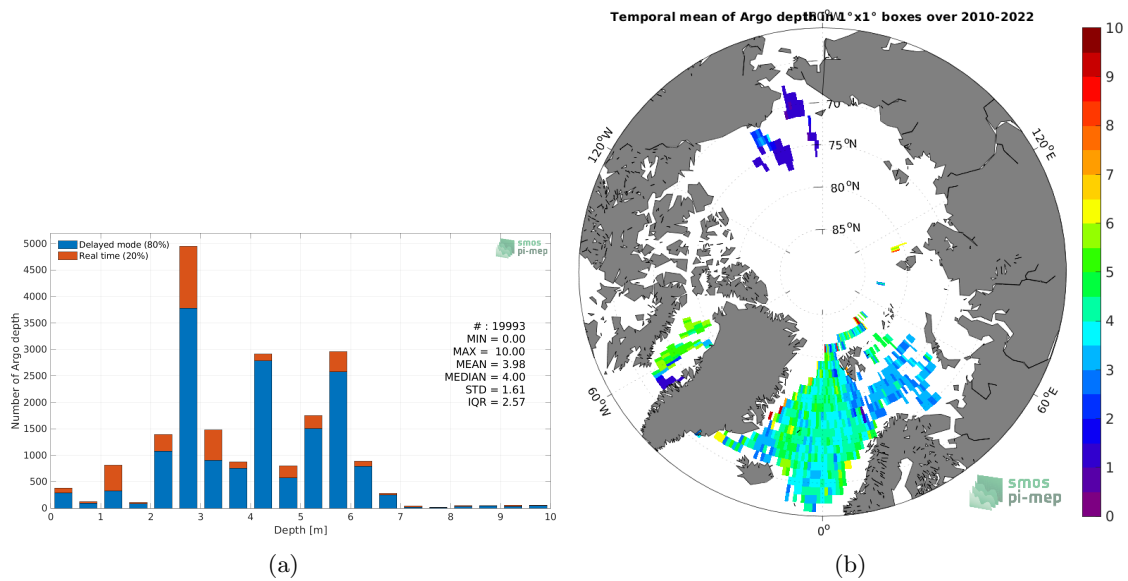 Temporal mean of Argo depth in 1°x1° boxes over 2010-2022
180°W
120°W
120°E
60°W
60°E
0°
70
75 °N
80 °N
85 °N
10
9
8
7
6
5
4
3
2
1
0
smos
pi-mep
Number of Argo depth
5000
4500
4000
3500
3000
2500
2000
1500
1000
500
0
Delayed mode (80%)
Real time (20%)
smos
pi-mep
# : 19993
MIN = 0.00
MAX = 10.00
MEAN = 3.98
MEDIAN = 4.00
STD = 1.61
IQR = 2.57
0 1 2 3 4 5 6 7 8 9 10
Depth [m]
(a)
(b)